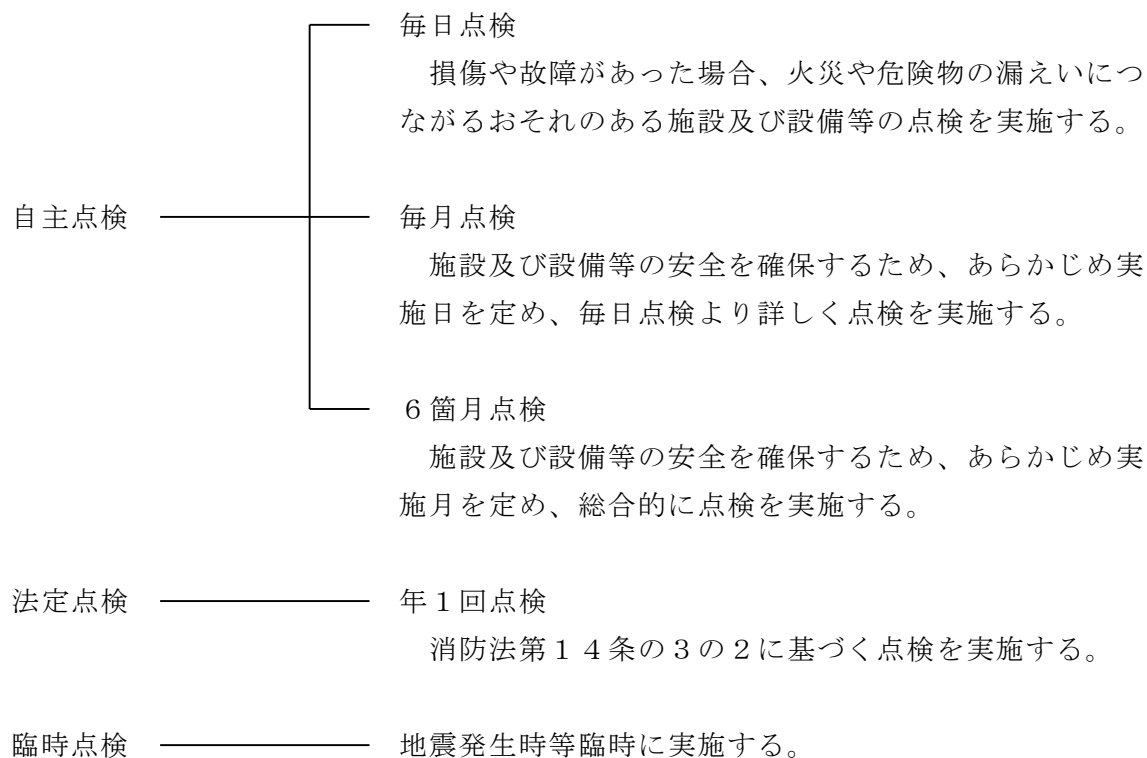 毎日点検
損傷や故障があった場合、火災や危険物の漏えいにつ
ながるおそれのある施設及び設備等の点検を実施する。
自主点検 毎月点検
施設及び設備等の安全を確保するため、あらかじめ実
施日を定め、毎日点検より詳しく点検を実施する。
６箇月点検
施設及び設備等の安全を確保するため、あらかじめ実
施月を定め、総合的に点検を実施する。
法定点検 年１回点検
消防法第１４条の３の２に基づく点検を実施する。
臨時点検 地震発生時等臨時に実施する。